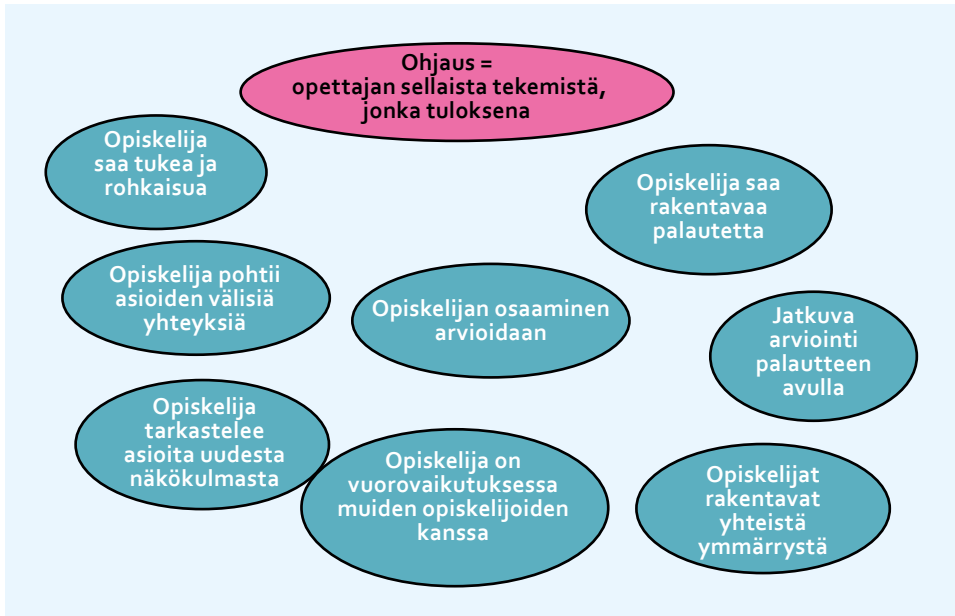 Ohjaus =
opettajan sellaista tekemistä,
jonka tuloksena
Opiskelija
saa tukea ja
rohkaisua
Opiskelija saa
rakentavaa
palautetta
Opiskelija pohtii
asioiden välisiä
yhteyksiä
Opiskelijan osaaminen
arvioidaan
Jatkuva
arviointi
palautteen
avulla
Opiskelija
tarkastelee
asioita uudesta
näkökulmasta
Opiskelija on
vuorovaikutuksessa
muiden opiskelijoiden
kanssa
Opiskelijat
rakentavat
yhteistä
ymmärrystä